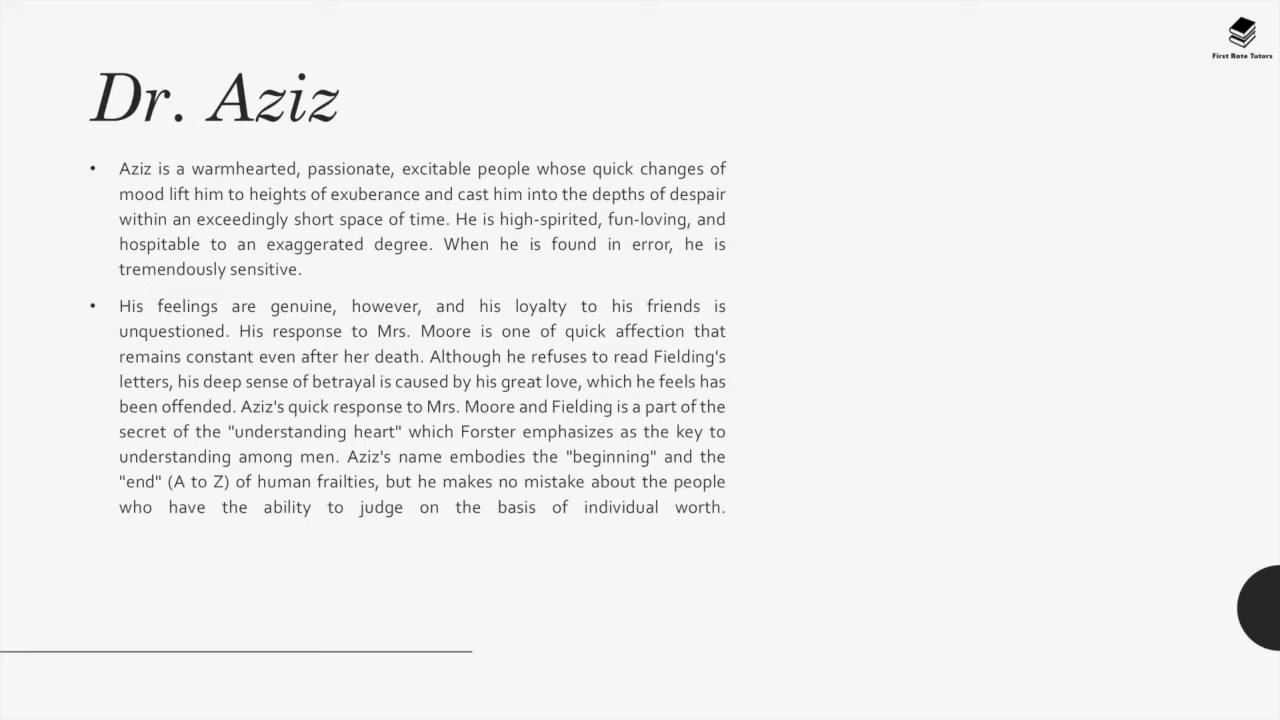 First Rate Tutors
Dr. Aziz
• Aziz is a warmhearted, passionate, excitable people whose quick changes of
mood lift him to heights of exuberance and cast him into the depths of despair
within an exceedingly short space of time. He is high-spirited, fun-loving, and
hospitable to an exaggerated degree. When he is found in error, he is
tremendously sensitive.
• His feelings are genuine, however, and his loyalty to his friends is
unquestioned. His response to Mrs. Moore is one of quick affection that
remains constant even after her death. Although he refuses to read Fielding's
letters, his deep sense of betrayal is caused by his great love, which he feels has
been offended. Aziz's quick response to Mrs. Moore and Fielding is a part of the
secret of the "understanding heart" which Forster emphasizes as the key to
understanding among men. Aziz's name embodies the "beginning" and the
"end" (A to Z) of human frailties, but he makes no mistake about the people
who have the ability to judge on the basis of individual worth.